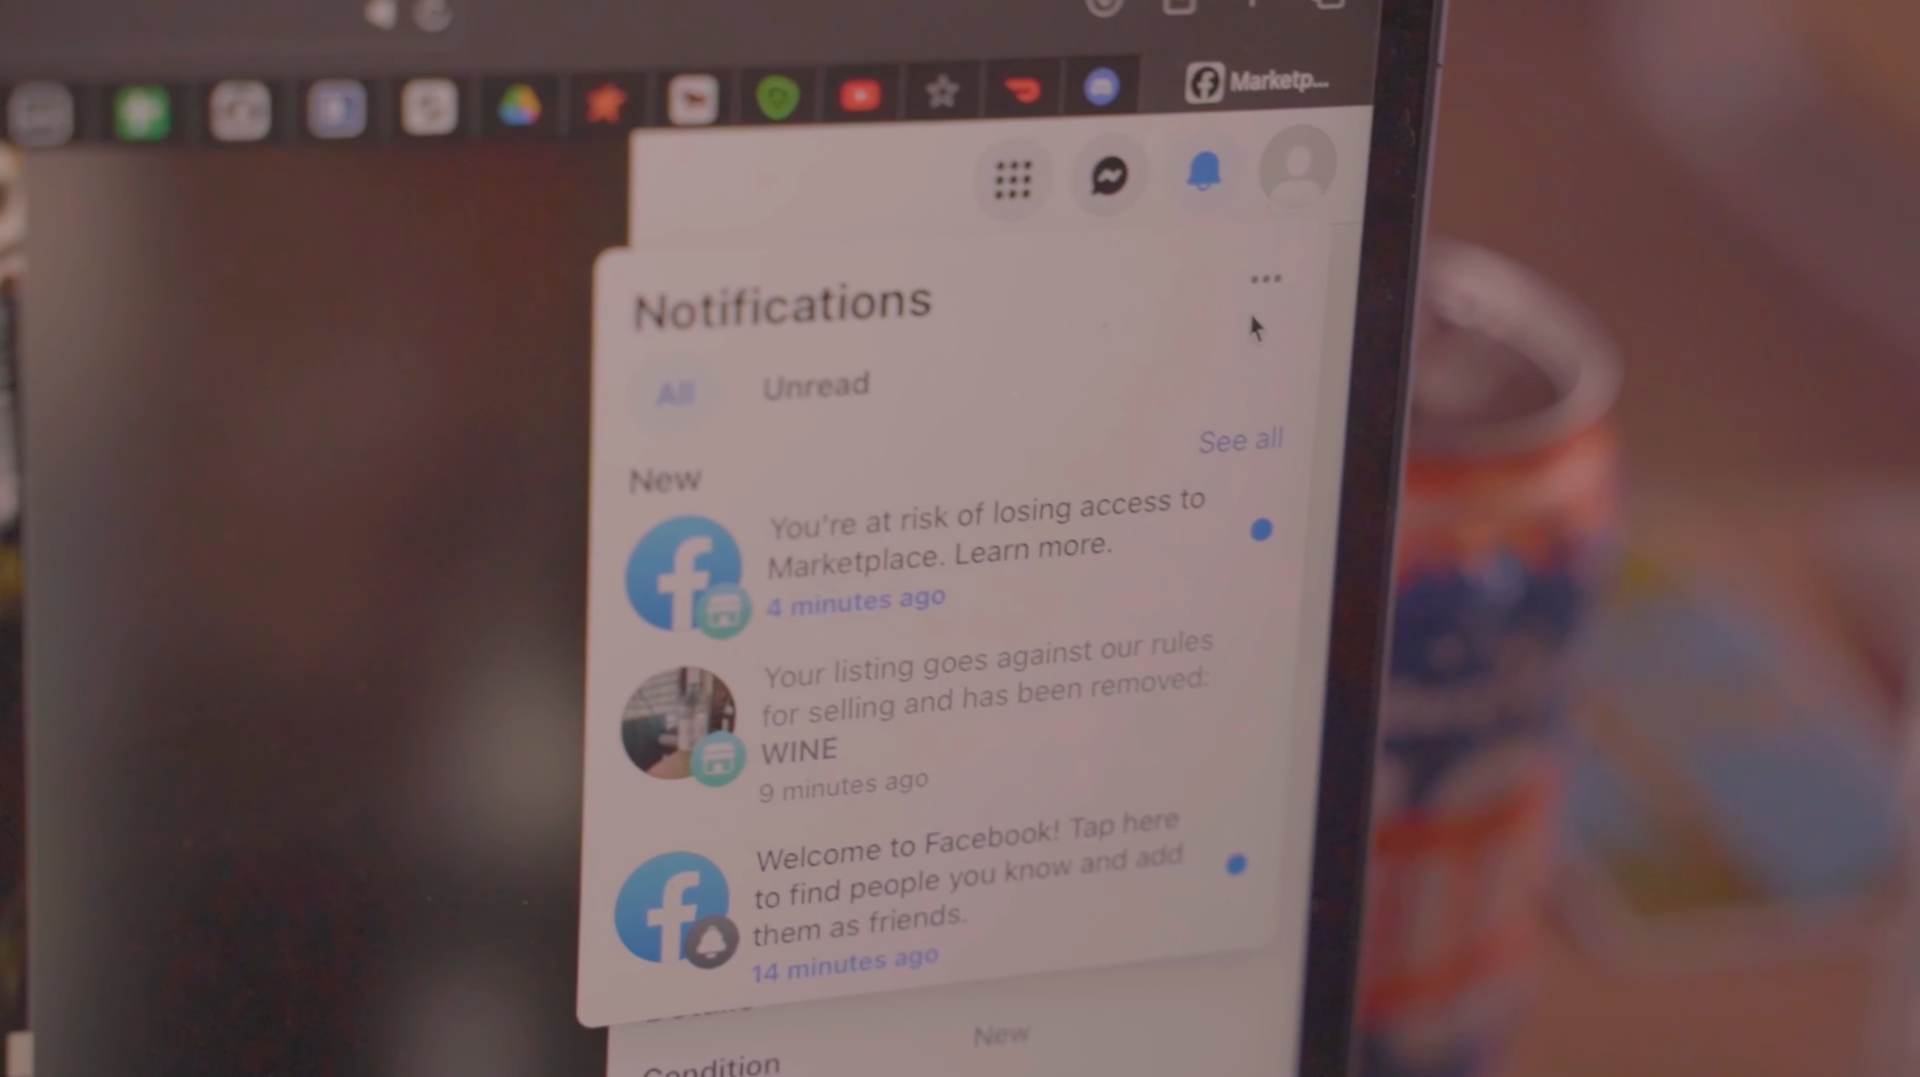 Marketp...
Notifications
All
Unread
See all
New
You're at risk of losing access to
Marketplace. Learn more.
4 minutes ago
Your listing goes against our rules
for selling and has been removed:
WINE
9 minutes ago
Welcome to Facebook! Tap here
to find people you know and add
them as friends.
14 minutes ago
New
Condition